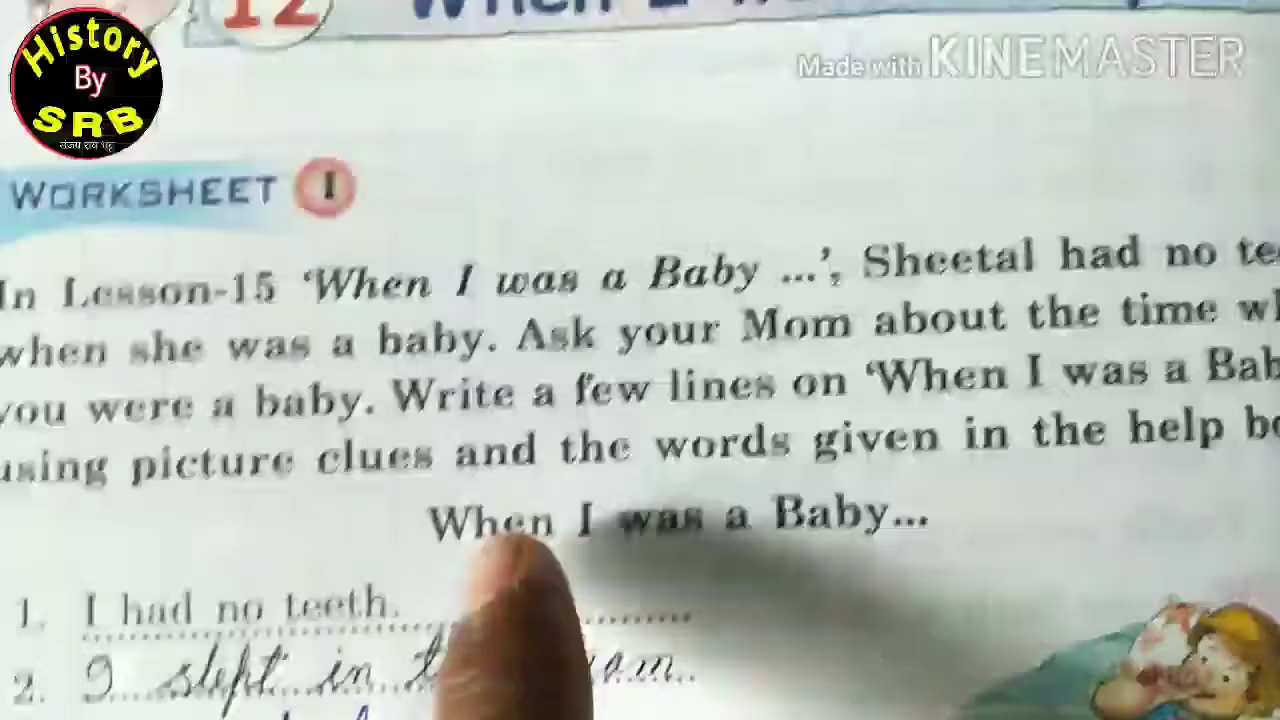 History
By
SRB
संजय राय भट्ट
12 When I
Made with KINEMASTER
WORKSHEET 1
In Lesson-15 'When I was a Baby ...', Sheetal had no
when she was a baby. Ask your Mom about the time
you were a baby. Write a few lines on 'When I was a
using picture clues and the words given in the help
When I was a Baby...
1. I had no teeth.
2. I slept in